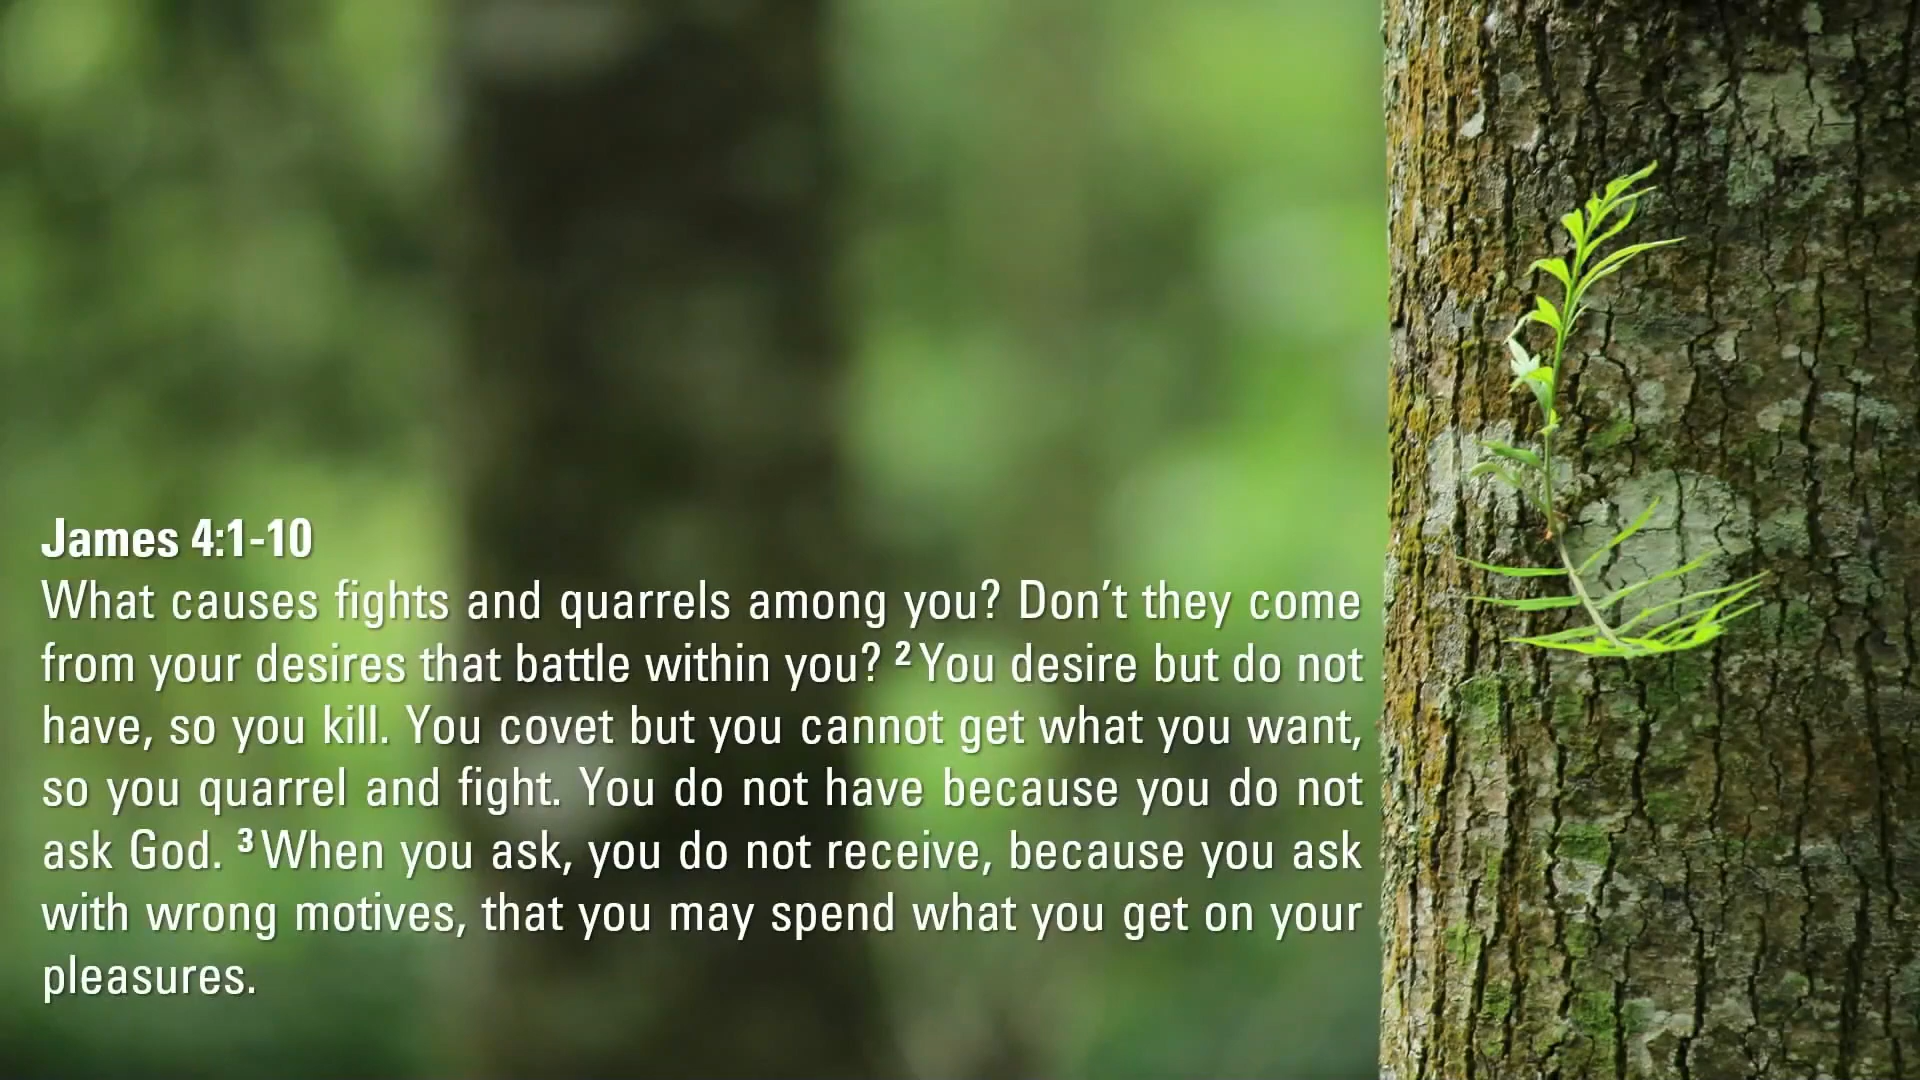 James 4:1-10
What causes fights and quarrels among you? Don’t they come
from your desires that battle within you? 2 You desire but do not
have, so you kill. You covet but you cannot get what you want,
so you quarrel and fight. You do not have because you do not
ask God. 3 When you ask, you do not receive, because you ask
with wrong motives, that you may spend what you get on your
pleasures.